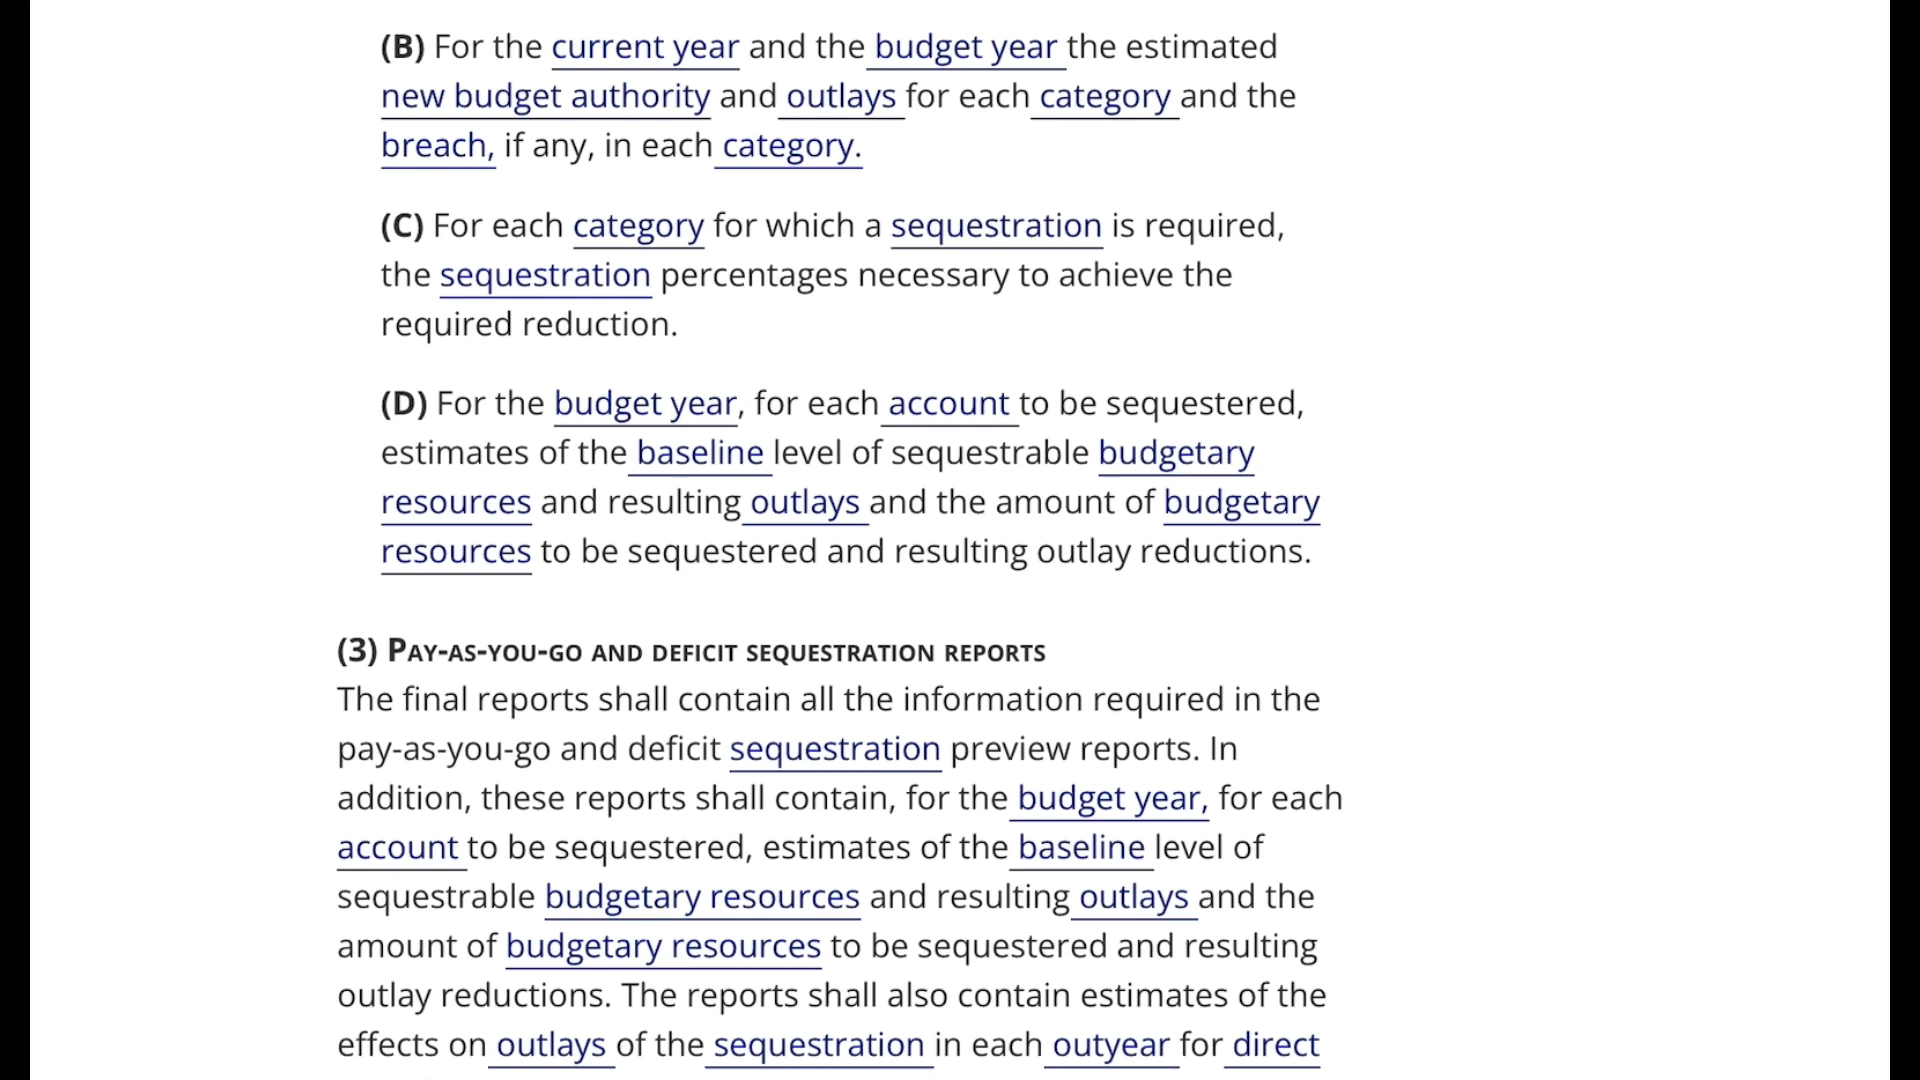 (B) For the current year and the budget year the estimated
new budget authority and outlays for each category and the
breach, if any, in each category.
(C) For each category for which a sequestration is required,
the sequestration percentages necessary to achieve the
required reduction.
(D) For the budget year, for each account to be sequestered,
estimates of the baseline level of sequestrable budgetary
resources and resulting outlays and the amount of budgetary
resources to be sequestered and resulting outlay reductions.
(3) Pay-as-you-go and deficit sequestration reports
The final reports shall contain all the information required in the
pay-as-you-go and deficit sequestration preview reports. In
addition, these reports shall contain, for the budget year, for each
account to be sequestered, estimates of the baseline level of
sequestrable budgetary resources and resulting outlays and the
amount of budgetary resources to be sequestered and resulting
outlay reductions. The reports shall also contain estimates of the
effects on outlays of the sequestration in each outyear for direct